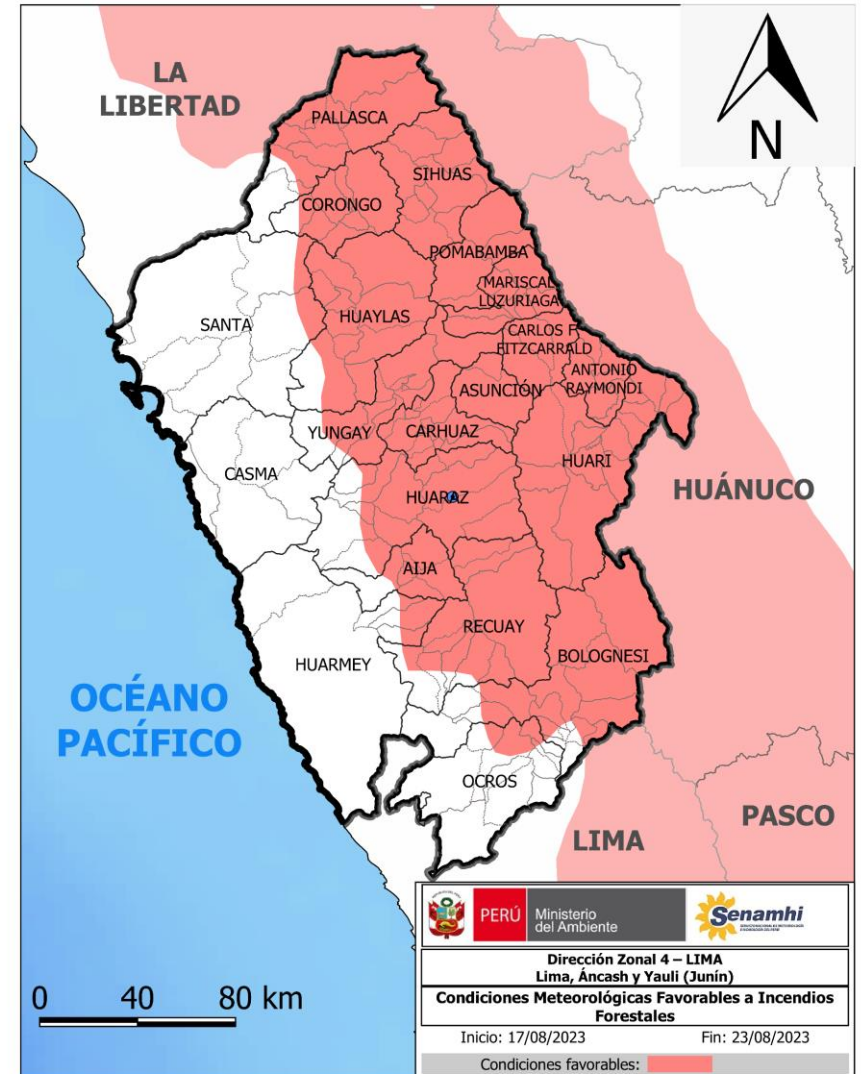 LA
LIBERTAD
N
PALLASCA
SIHUAS
CORONGO
POMABAMBA
MARISCAL
LUZURIAGA
SANTA
HUAYLAS
CARLOS F.
FITZCARRALD
ANTONIO
RAYMONDI
ASUNCIÓN
YUNGAY
CARHUAZ
CASMA
HUARI
HUARAZ
HUÁNUCO
AIJA
RECUAY
HUARMEY
BOLOGNESI
OCÉANO
PACÍFICO
OCROS
LIMA
PASCO
PERÚ
Ministerio
del Ambiente
Senamhi
Dirección Zonal 4 – LIMA
Lima, Áncash y Yauli (Junín)
Condiciones Meteorológicas Favorables a Incendios
Forestales
Inicio: 17/08/2023 Fin: 23/08/2023
Condiciones favorables:
0 40 80 km